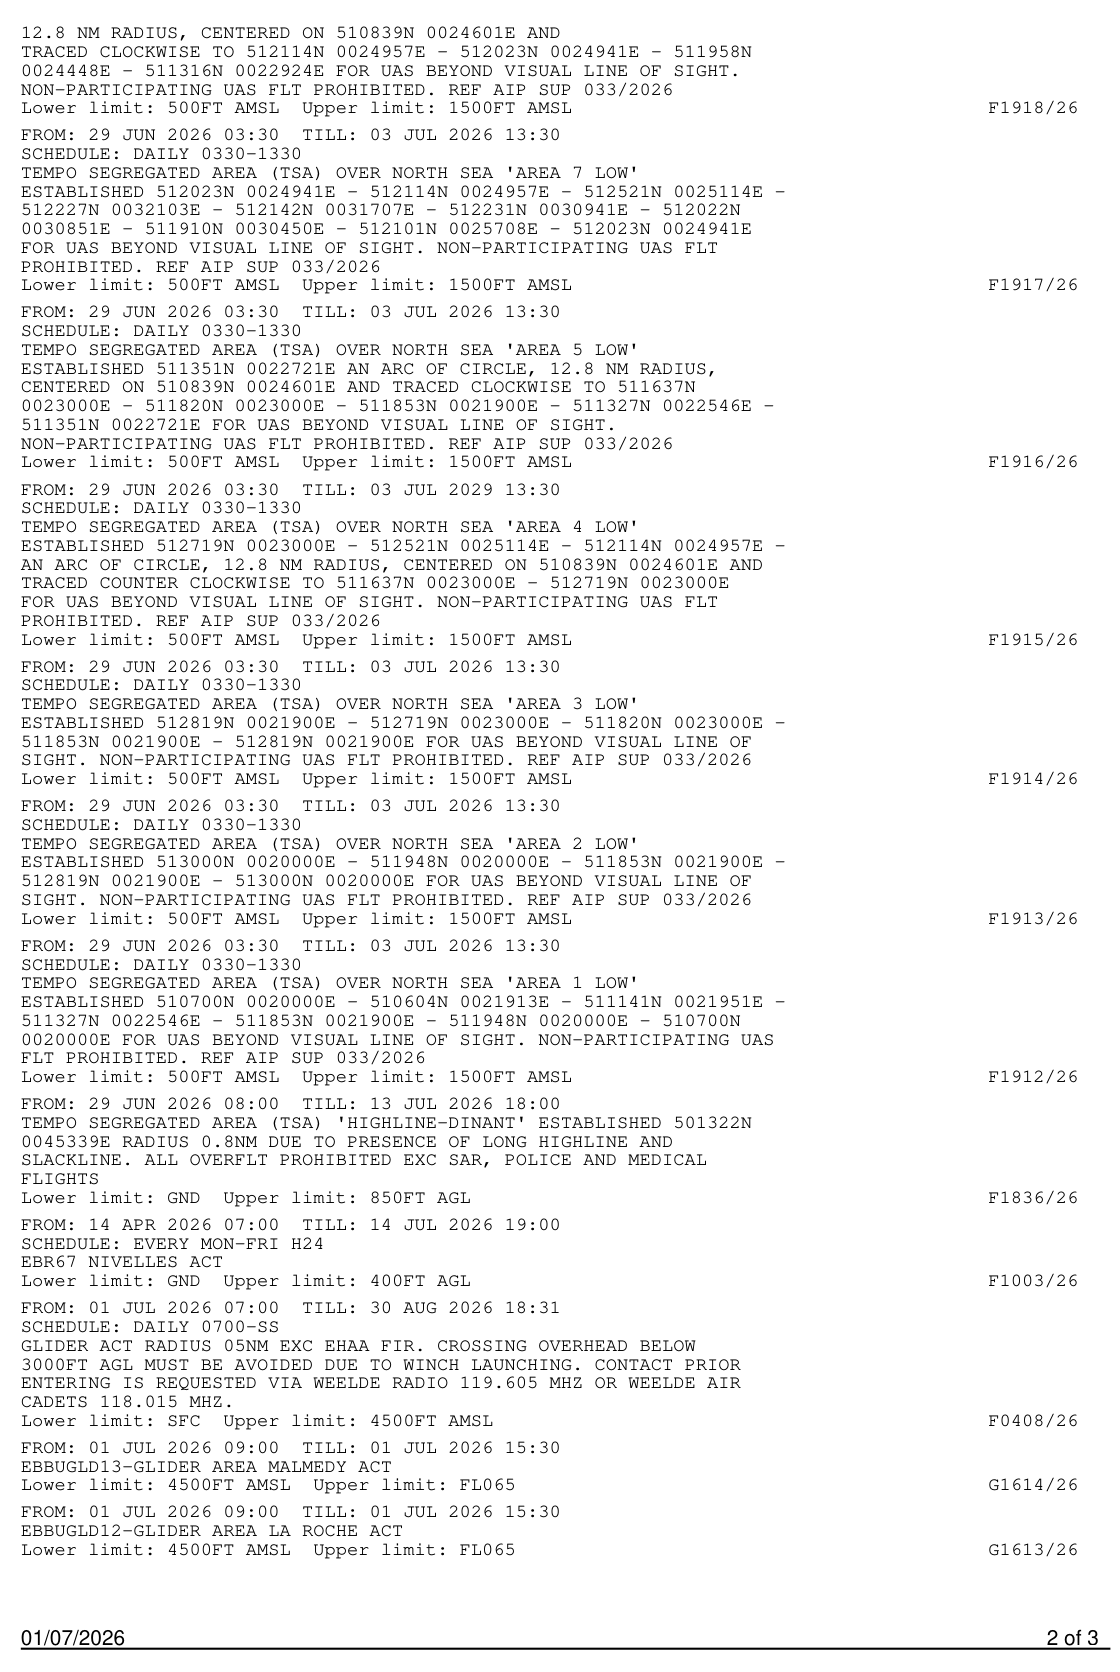 12.8 NM RADIUS, CENTERED ON 510839N 0024601E AND
TRACED CLOCKWISE TO 512114N 0024957E - 512023N 0024941E - 511958N
0024448E - 511316N 0022924E FOR UAS BEYOND VISUAL LINE OF SIGHT.
NON-PARTICIPATING UAS FLT PROHIBITED. REF AIP SUP 033/2026
Lower limit: 500FT AMSL  Upper limit: 1500FT AMSL F1918/26
FROM: 29 JUN 2026 03:30  TILL: 03 JUL 2026 13:30
SCHEDULE: DAILY 0330-1330
TEMPO SEGREGATED AREA (TSA) OVER NORTH SEA 'AREA 7 LOW'
ESTABLISHED 512023N 0024941E - 512114N 0024957E - 512521N 0025114E -
512227N 0032103E - 512142N 0031707E - 512231N 0030941E - 512022N
0030851E - 511910N 0030450E - 512101N 0025708E - 512023N 0024941E
FOR UAS BEYOND VISUAL LINE OF SIGHT. NON-PARTICIPATING UAS FLT
PROHIBITED. REF AIP SUP 033/2026
Lower limit: 500FT AMSL  Upper limit: 1500FT AMSL F1917/26
FROM: 29 JUN 2026 03:30  TILL: 03 JUL 2026 13:30
SCHEDULE: DAILY 0330-1330
TEMPO SEGREGATED AREA (TSA) OVER NORTH SEA 'AREA 5 LOW'
ESTABLISHED 511351N 0022721E AN ARC OF CIRCLE, 12.8 NM RADIUS,
CENTERED ON 510839N 0024601E AND TRACED CLOCKWISE TO 511637N
0023000E - 511820N 0023000E - 511853N 0021900E - 511327N 0022546E -
511351N 0022721E FOR UAS BEYOND VISUAL LINE OF SIGHT.
NON-PARTICIPATING UAS FLT PROHIBITED. REF AIP SUP 033/2026
Lower limit: 500FT AMSL  Upper limit: 1500FT AMSL F1916/26
FROM: 29 JUN 2026 03:30  TILL: 03 JUL 2029 13:30
SCHEDULE: DAILY 0330-1330
TEMPO SEGREGATED AREA (TSA) OVER NORTH SEA 'AREA 4 LOW'
ESTABLISHED 512719N 0023000E - 512521N 0025114E - 512114N 0024957E -
AN ARC OF CIRCLE, 12.8 NM RADIUS, CENTERED ON 510839N 0024601E AND
TRACED COUNTER CLOCKWISE TO 511637N 0023000E - 512719N 0023000E
FOR UAS BEYOND VISUAL LINE OF SIGHT. NON-PARTICIPATING UAS FLT
PROHIBITED. REF AIP SUP 033/2026
Lower limit: 500FT AMSL  Upper limit: 1500FT AMSL F1915/26
FROM: 29 JUN 2026 03:30  TILL: 03 JUL 2026 13:30
SCHEDULE: DAILY 0330-1330
TEMPO SEGREGATED AREA (TSA) OVER NORTH SEA 'AREA 3 LOW'
ESTABLISHED 512819N 0021900E - 512719N 0023000E - 511820N 0023000E -
511853N 0021900E - 512819N 0021900E FOR UAS BEYOND VISUAL LINE OF
SIGHT. NON-PARTICIPATING UAS FLT PROHIBITED. REF AIP SUP 033/2026
Lower limit: 500FT AMSL  Upper limit: 1500FT AMSL F1914/26
FROM: 29 JUN 2026 03:30  TILL: 03 JUL 2026 13:30
SCHEDULE: DAILY 0330-1330
TEMPO SEGREGATED AREA (TSA) OVER NORTH SEA 'AREA 2 LOW'
ESTABLISHED 513000N 0020000E - 511948N 0020000E - 511853N 0021900E -
512819N 0021900E - 513000N 0020000E FOR UAS BEYOND VISUAL LINE OF
SIGHT. NON-PARTICIPATING UAS FLT PROHIBITED. REF AIP SUP 033/2026
Lower limit: 500FT AMSL  Upper limit: 1500FT AMSL F1913/26
FROM: 29 JUN 2026 03:30  TILL: 03 JUL 2026 13:30
SCHEDULE: DAILY 0330-1330
TEMPO SEGREGATED AREA (TSA) OVER NORTH SEA 'AREA 1 LOW'
ESTABLISHED 510700N 0020000E - 510604N 0021913E - 511141N 0021951E -
511327N 0022546E - 511853N 0021900E - 511948N 0020000E - 510700N
0020000E FOR UAS BEYOND VISUAL LINE OF SIGHT. NON-PARTICIPATING UAS
FLT PROHIBITED. REF AIP SUP 033/2026
Lower limit: 500FT AMSL  Upper limit: 1500FT AMSL F1912/26
FROM: 29 JUN 2026 08:00  TILL: 13 JUL 2026 18:00
TEMPO SEGREGATED AREA (TSA) 'HIGHLINE-DINANT' ESTABLISHED 501322N
0045339E RADIUS 0.8NM DUE TO PRESENCE OF LONG HIGHLINE AND
SLACKLINE. ALL OVERFLT PROHIBITED EXC SAR, POLICE AND MEDICAL
FLIGHTS
Lower limit: GND  Upper limit: 850FT AGL F1836/26
FROM: 14 APR 2026 07:00  TILL: 14 JUL 2026 19:00
SCHEDULE: EVERY MON-FRI H24
EBR67 NIVELLES ACT
Lower limit: GND  Upper limit: 400FT AGL F1003/26
FROM: 01 JUL 2026 07:00  TILL: 30 AUG 2026 18:31
SCHEDULE: DAILY 0700-SS
GLIDER ACT RADIUS 05NM EXC EHAA FIR. CROSSING OVERHEAD BELOW
3000FT AGL MUST BE AVOIDED DUE TO WINCH LAUNCHING. CONTACT PRIOR
ENTERING IS REQUESTED VIA WEELDE RADIO 119.605 MHZ OR WEELDE AIR
CADETS 118.015 MHZ.
Lower limit: SFC  Upper limit: 4500FT AMSL F0408/26
FROM: 01 JUL 2026 09:00  TILL: 01 JUL 2026 15:30
EBBUGLD13-GLIDER AREA MALMEDY ACT
Lower limit: 4500FT AMSL  Upper limit: FL065 G1614/26
FROM: 01 JUL 2026 09:00  TILL: 01 JUL 2026 15:30
EBBUGLD12-GLIDER AREA LA ROCHE ACT
Lower limit: 4500FT AMSL  Upper limit: FL065 G1613/26
01/07/2026 2 of 3